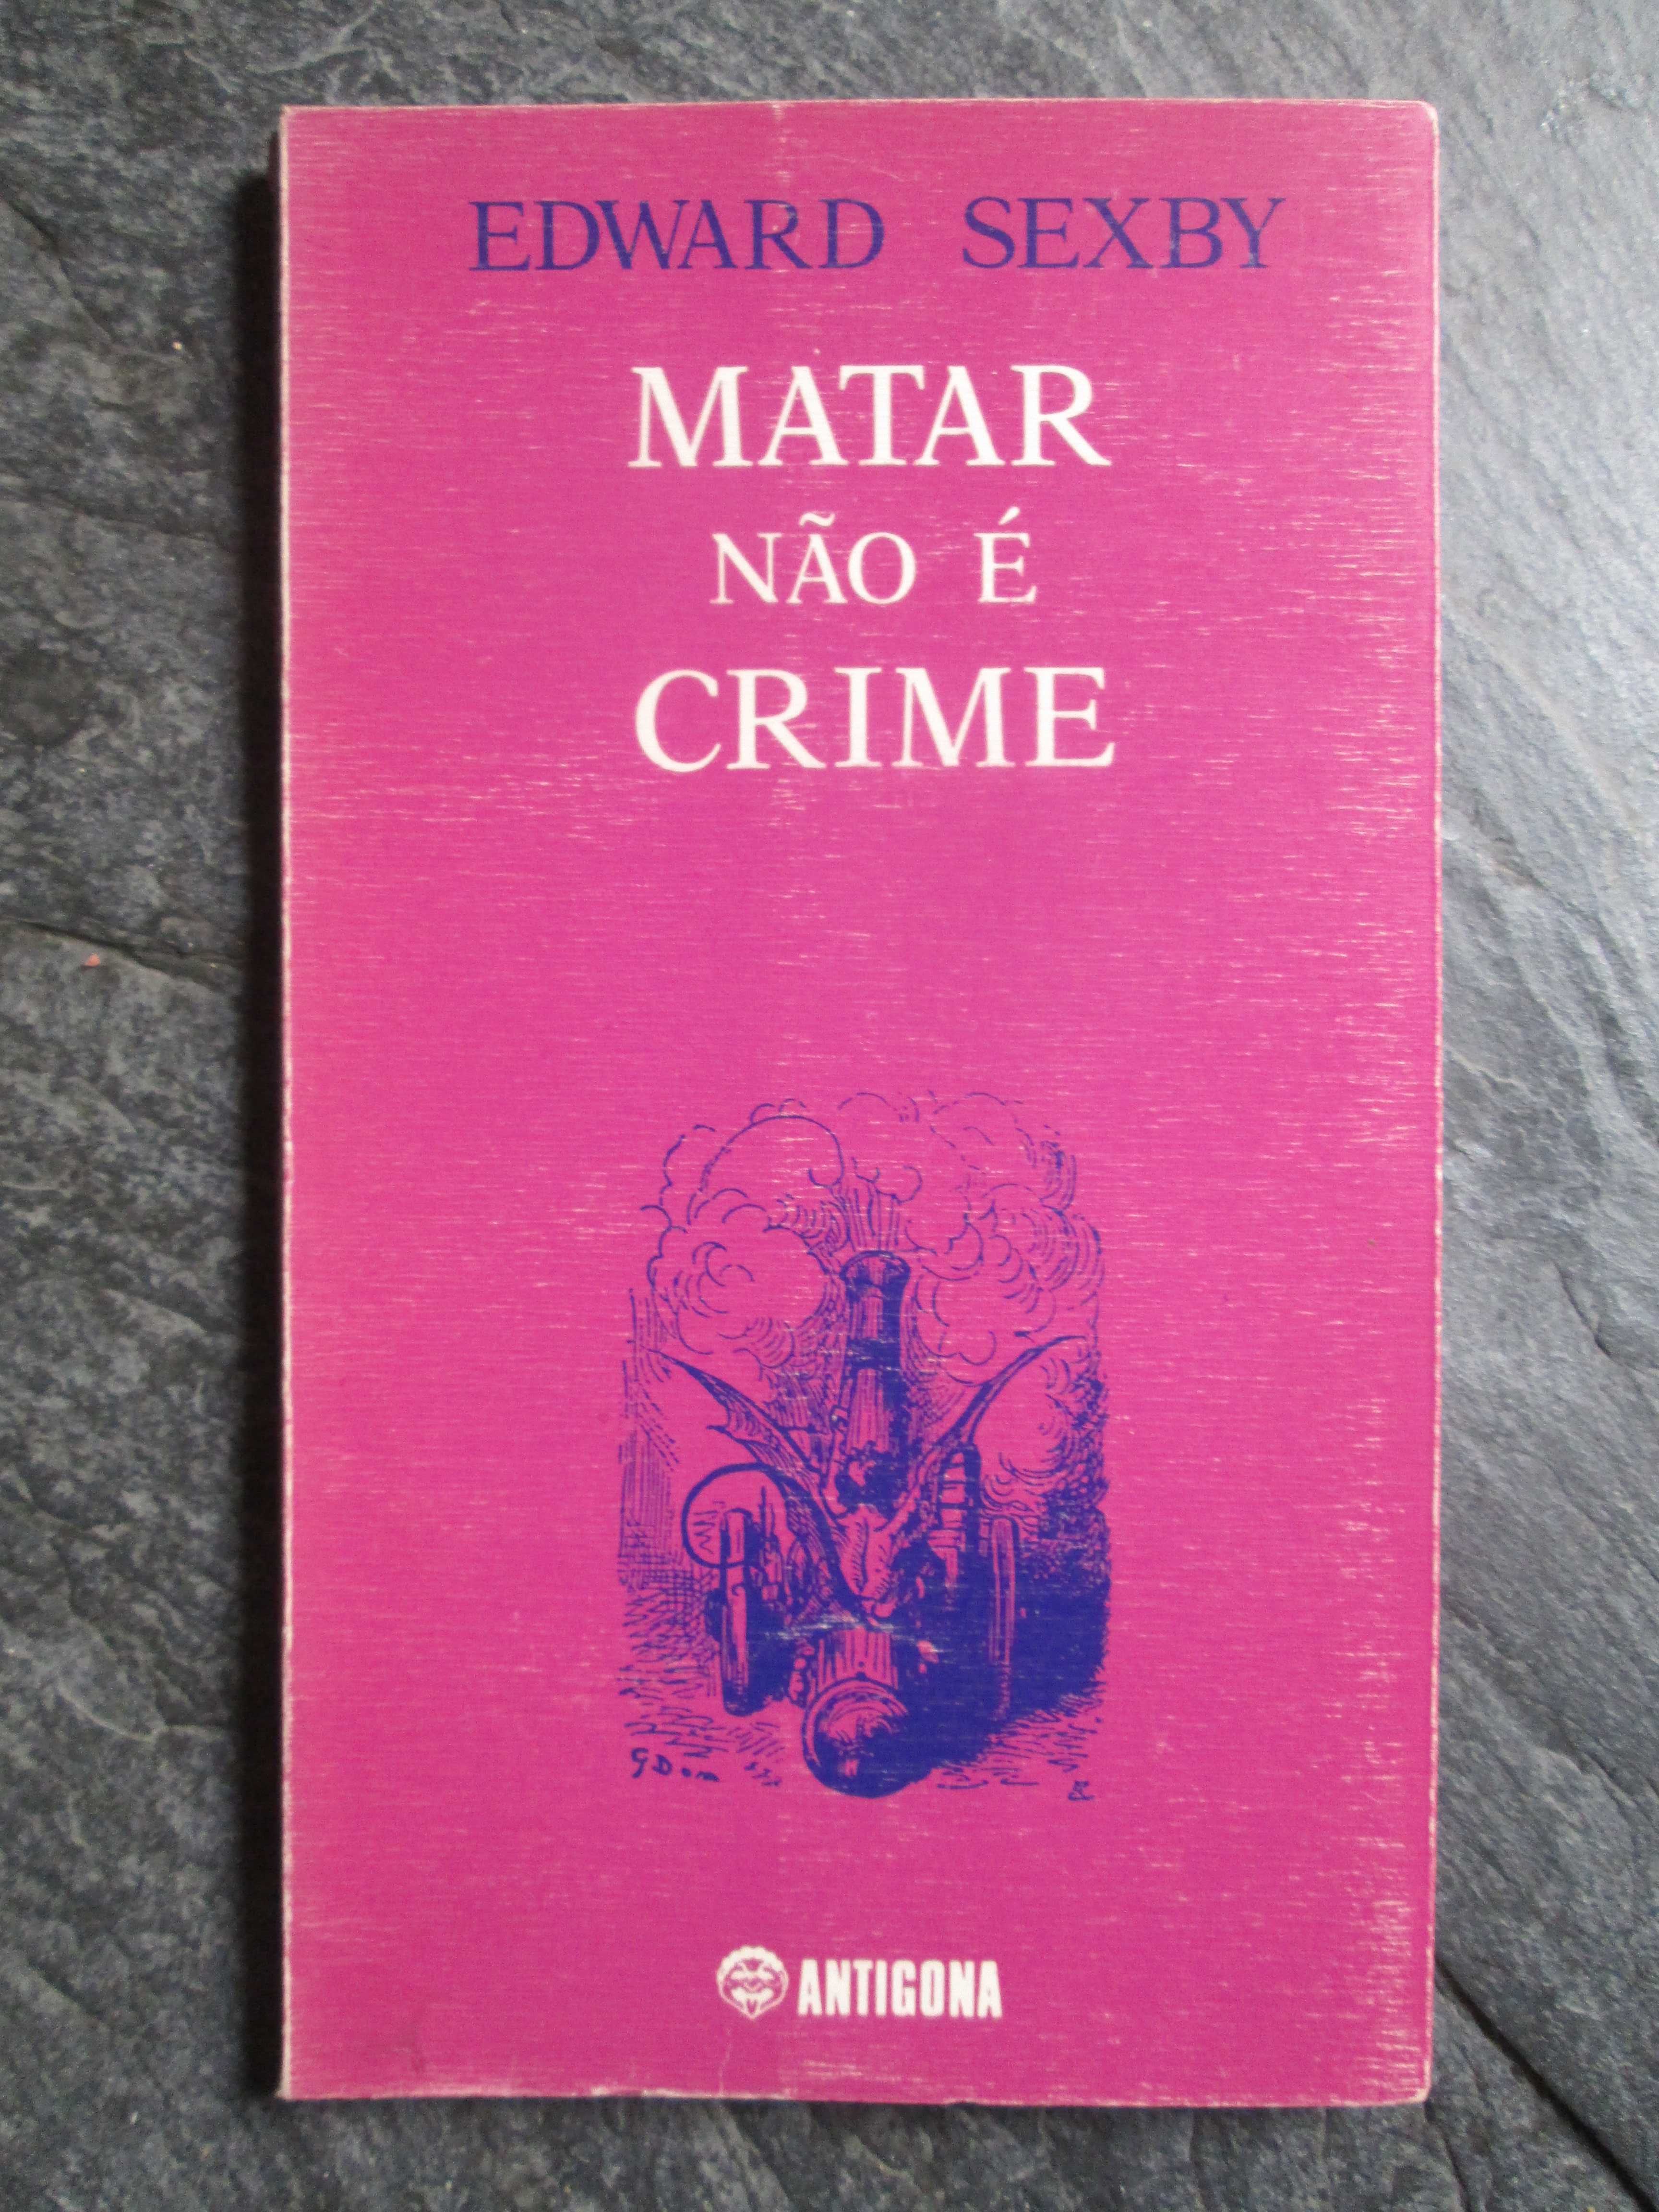 EDWARD SEXBY
MATAR
NÃO É
CRIME
ANTIGONA